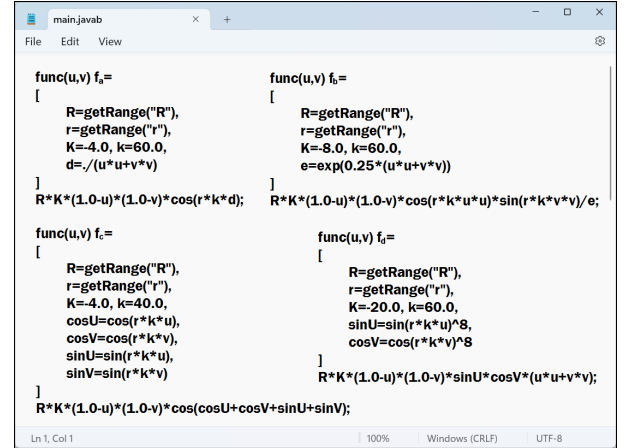 main.javab
File Edit View
func(u,v) fₐ=
[
R=getRange("R"),
r=getRange("r"),
K=-4.0, k=60.0,
d=./(u*u+v*v)
]
R*K*(1.0-u)*(1.0-v)*cos(r*k*d);
func(u,v) f_b=
[
R=getRange("R"),
r=getRange("r"),
K=-8.0, k=60.0,
e=exp(0.25*(u*u+v*v))
]
R*K*(1.0-u)*(1.0-v)*cos(r*k*u*u)*sin(r*k*v*v)/e;
func(u,v) f_c=
[
R=getRange("R"),
r=getRange("r"),
K=-4.0, k=40.0,
cosU=cos(r*k*u),
cosV=cos(r*k*v),
sinU=sin(r*k*u),
sinV=sin(r*k*v)
]
R*K*(1.0-u)*(1.0-v)*cos(cosU+cosV+sinU+sinV);
func(u,v) f_d=
[
R=getRange("R"),
r=getRange("r"),
K=-20.0, k=60.0,
sinU=sin(r*k*u)^8,
cosV=cos(r*k*v)^8
]
R*K*(1.0-u)*(1.0-v)*sinU*cosV*(u*u+v*v);
Ln 1, Col 1 100% Windows (CRLF) UTF-8